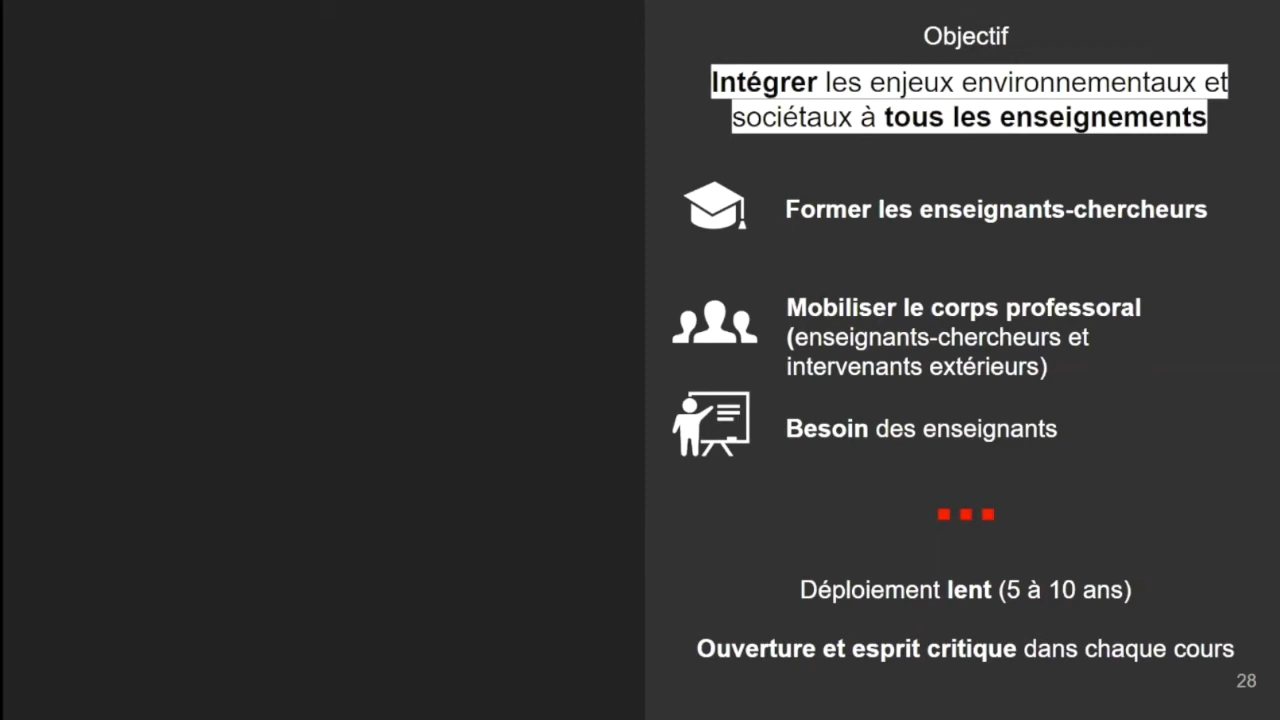 Objectif
Intégrer les enjeux environnementaux et
sociétaux à tous les enseignements
Former les enseignants-chercheurs
Mobiliser le corps professoral
(enseignants-chercheurs et
intervenants extérieurs)
Besoin des enseignants
Déploiement lent (5 à 10 ans)
Ouverture et esprit critique dans chaque cours
28